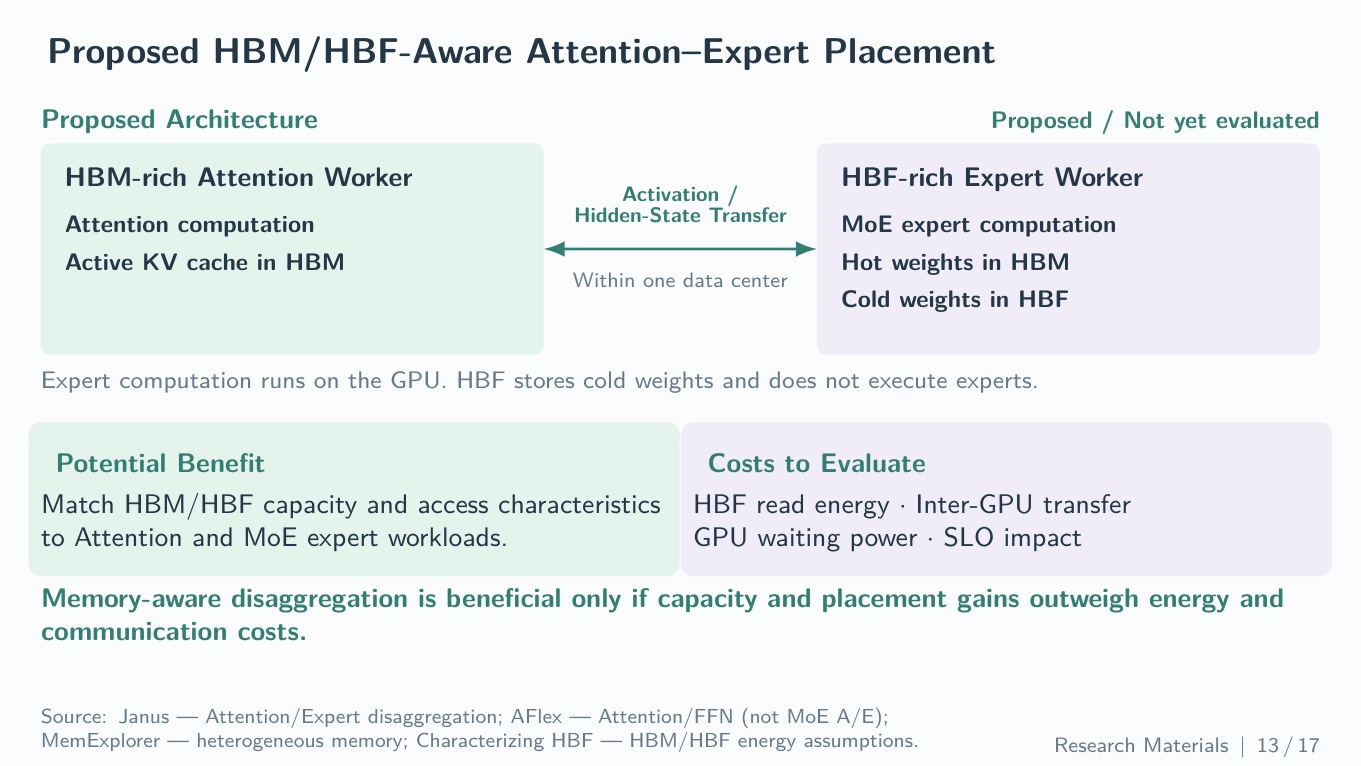 Proposed HBM/HBF-Aware Attention–Expert Placement
Proposed Architecture
Proposed / Not yet evaluated
HBM-rich Attention Worker
Attention computation
Active KV cache in HBM
Activation /
Hidden-State Transfer
Within one data center
HBF-rich Expert Worker
MoE expert computation
Hot weights in HBM
Cold weights in HBF
Expert computation runs on the GPU. HBF stores cold weights and does not execute experts.
Potential Benefit
Match HBM/HBF capacity and access characteristics
to Attention and MoE expert workloads.
Costs to Evaluate
HBF read energy · Inter-GPU transfer
GPU waiting power · SLO impact
Memory-aware disaggregation is beneficial only if capacity and placement gains outweigh energy and
communication costs.
Source: Janus — Attention/Expert disaggregation; AFlex — Attention/FFN (not MoE A/E);
MemExplorer — heterogeneous memory; Characterizing HBF — HBM/HBF energy assumptions.
Research Materials | 13 / 17